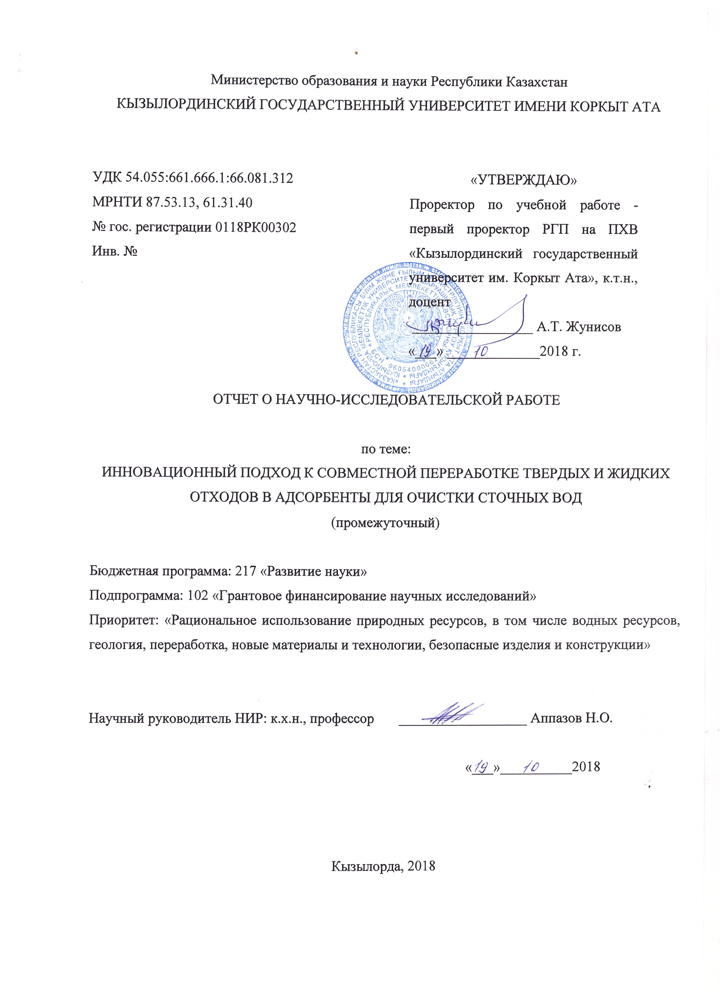 Министерство образования и науки Республики Казахстан
КЫЗЫЛОРДИНСКИЙ ГОСУДАРСТВЕННЫЙ УНИВЕРСИТЕТ ИМЕНИ КОРКЫТ АТА
УДК 54.055:661.666.1:66.081.312
МРНТИ 87.53.13, 61.31.40
№ гос. регистрации 0118РК00302
Инв. №
«УТВЕРЖДАЮ»
Проректор по учебной работе -
первый проректор РГП на ПХВ
«Кызылординский государственный
университет им. Коркыт Ата», к.т.н.,
доцент
А.Т. Жунисов
«19» 10 2018 г.
ОТЧЕТ О НАУЧНО-ИССЛЕДОВАТЕЛЬСКОЙ РАБОТЕ
по теме:
ИННОВАЦИОННЫЙ ПОДХОД К СОВМЕСТНОЙ ПЕРЕРАБОТКЕ ТВЕРДЫХ И ЖИДКИХ
ОТХОДОВ В АДСОРБЕНТЫ ДЛЯ ОЧИСТКИ СТОЧНЫХ ВОД
(промежуточный)
Бюджетная программа: 217 «Развитие науки»
Подпрограмма: 102 «Грантовое финансирование научных исследований»
Приоритет: «Рациональное использование природных ресурсов, в том числе водных ресурсов,
геология, переработка, новые материалы и технологии, безопасные изделия и конструкции»
Научный руководитель НИР: к.х.н., профессор Аппазов Н.О.
«19» 10 2018
Кызылорда, 2018